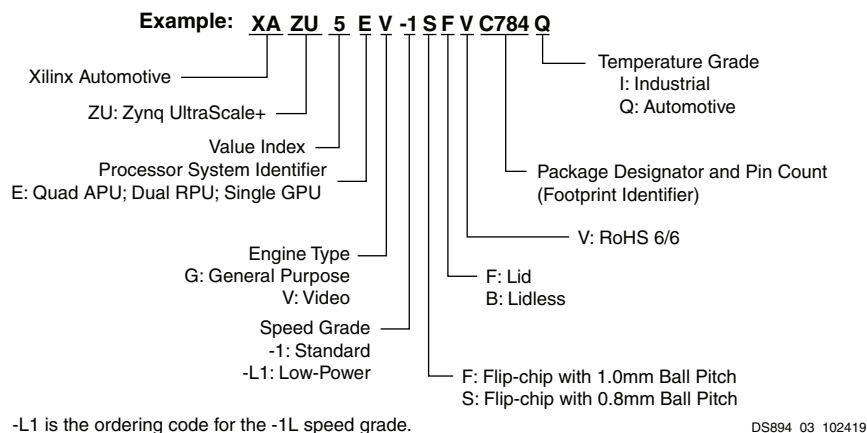 Example: XA ZU 5 E V -1 S F V C784 Q
Xilinx Automotive
ZU: Zynq UltraScale+
Value Index
Processor System Identifier
E: Quad APU; Dual RPU; Single GPU
Engine Type
G: General Purpose
V: Video
Speed Grade
-1: Standard
-L1: Low-Power
Temperature Grade
I: Industrial
Q: Automotive
Package Designator and Pin Count
(Footprint Identifier)
V: RoHS 6/6
F: Lid
B: Lidless
F: Flip-chip with 1.0mm Ball Pitch
S: Flip-chip with 0.8mm Ball Pitch
-L1 is the ordering code for the -1L speed grade.
DS894_03_102419